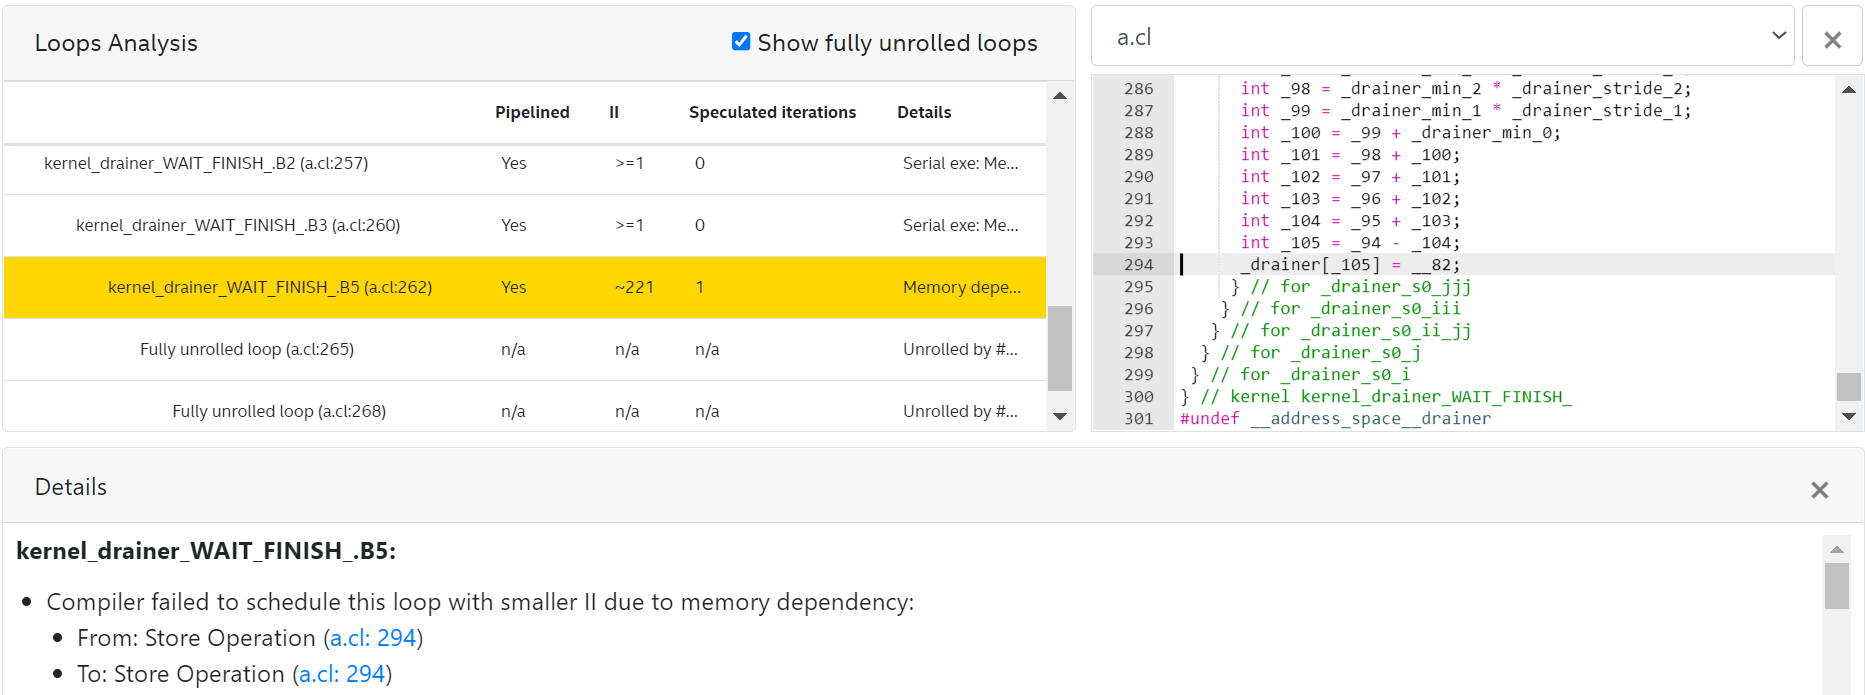 Loops Analysis
Show fully unrolled loops
Pipelined II Speculated iterations Details
kernel_drainer_WAIT_FINISH_.B2 (a.cl:257) Yes >=1 0 Serial exe: Me...
kernel_drainer_WAIT_FINISH_.B3 (a.cl:260) Yes >=1 0 Serial exe: Me...
kernel_drainer_WAIT_FINISH_.B5 (a.cl:262) Yes ~221 1 Memory depe...
Fully unrolled loop (a.cl:265) n/a n/a n/a Unrolled by #...
Fully unrolled loop (a.cl:268) n/a n/a n/a Unrolled by #...
a.cl
286 int _98 = _drainer_min_2 * _drainer_stride_2;
287 int _99 = _drainer_min_1 * _drainer_stride_1;
288 int _100 = _99 + _drainer_min_0;
289 int _101 = _98 + _100;
290 int _102 = _97 + _101;
291 int _103 = _96 + _102;
292 int _104 = _95 + _103;
293 int _105 = _94 - _104;
294 _drainer[_105] = __82;
295 } // for _drainer_s0_jjj
296 } // for _drainer_s0_iii
297 } // for _drainer_s0_ii_jj
298 } // for _drainer_s0_j
299 } // for _drainer_s0_i
300 } // kernel kernel_drainer_WAIT_FINISH_
301 #undef __address_space__drainer
Details
kernel_drainer_WAIT_FINISH_.B5:
• Compiler failed to schedule this loop with smaller II due to memory dependency:
• From: Store Operation (a.cl: 294)
• To: Store Operation (a.cl: 294)